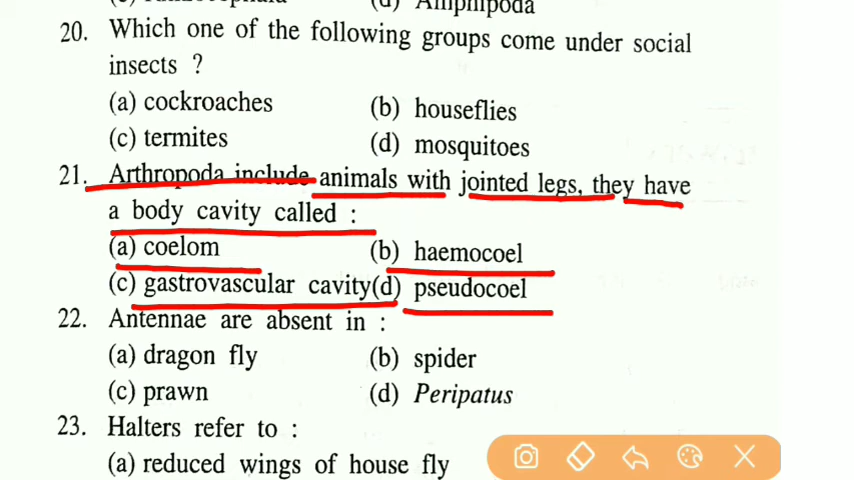 (d) Amphipoda
20. Which one of the following groups come under social
insects ?
(a) cockroaches (b) houseflies
(c) termites (d) mosquitoes
21. Arthropoda include animals with jointed legs, they have
a body cavity called :
(a) coelom (b) haemocoel
(c) gastrovascular cavity(d) pseudocoel
22. Antennae are absent in :
(a) dragon fly (b) spider
(c) prawn (d) Peripatus
23. Halters refer to :
(a) reduced wings of house fly